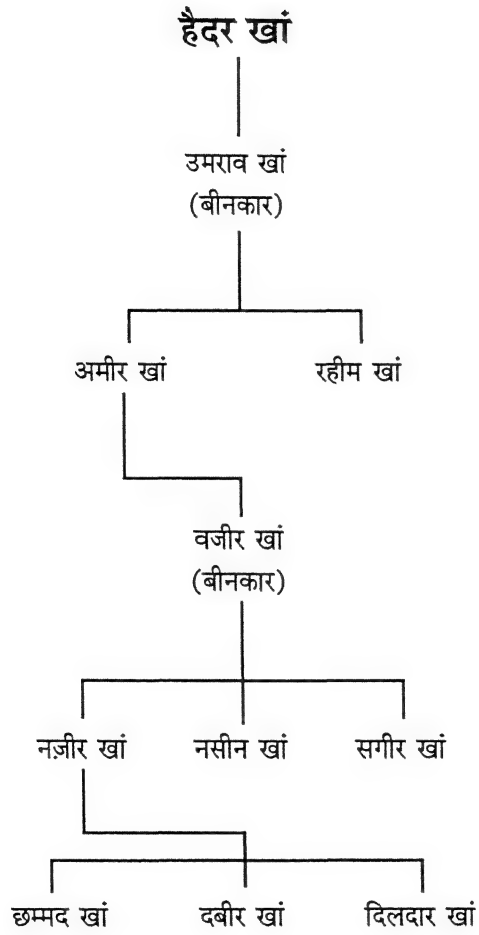 हैदर खां
उमराव खां
(बीनकार)
अमीर खां रहीम खां
वजीर खां
(बीनकार)
नज़ीर खां नसीन खां सगीर खां
छम्मद खां दबीर खां दिलदार खां